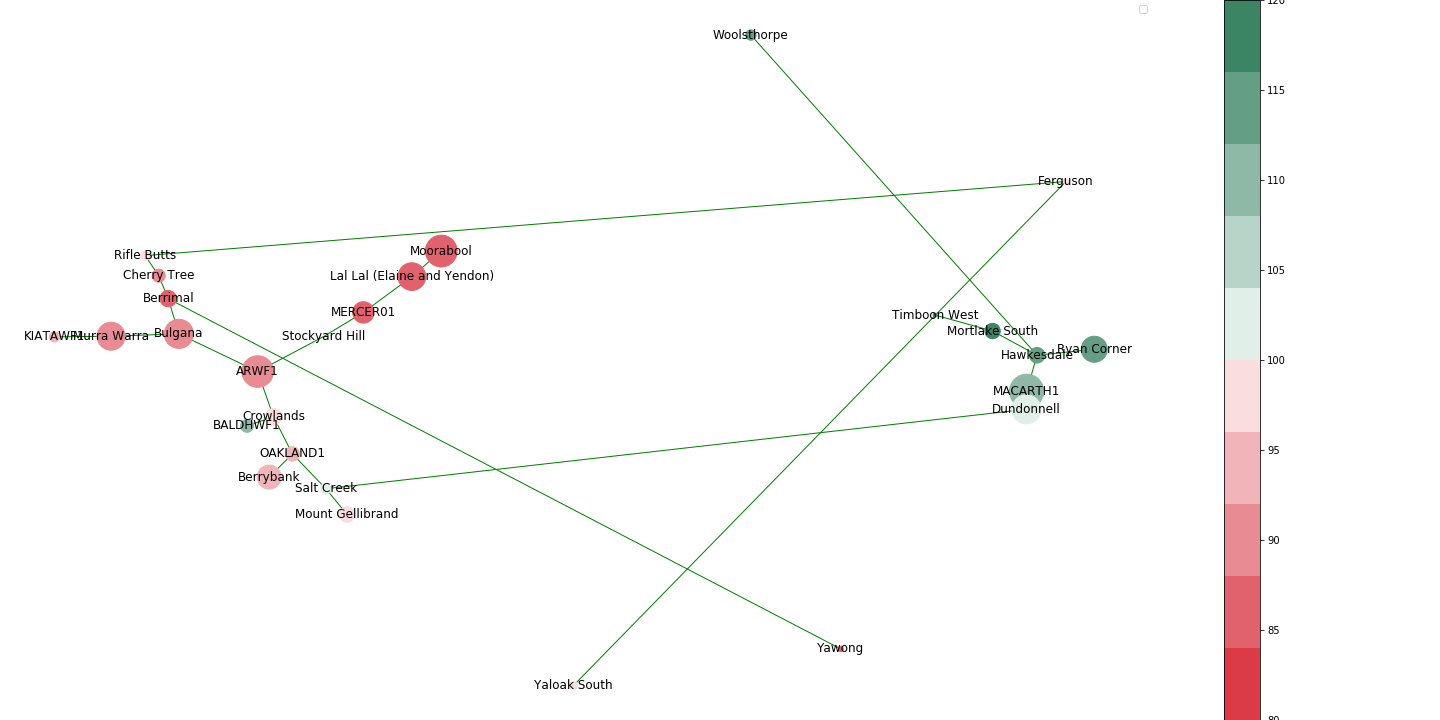 120
Woolsthorpe
115
110
Ferguson
Rifle Butts
Moorabool
105
Cherry Tree
Lal Lal (Elaine and Yendon)
Berrimal
MERCER01
Timboon West
KIATAWF1
Murra Warra
Bulgana
Stockyard Hill
Mortlake South
Hawkesdale
Ryan Corner
100
ARWF1
MACARTH1
Dundonnell
Crowlands
BALDHWF1
95
OAKLAND1
Berrybank
Salt Creek
Mount Gellibrand
90
85
Yawong
Yaloak South
80